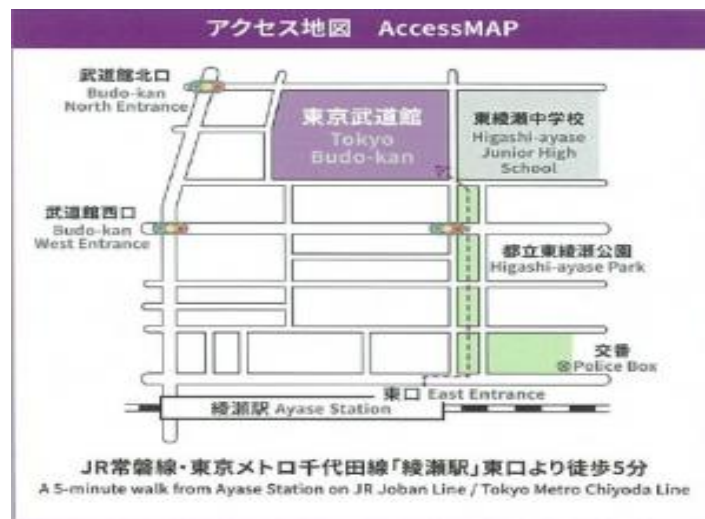 アクセス地図 AccessMAP
武道館北口
Budo-kan
North Entrance
東京武道館
Tokyo
Budo-kan
東綾瀬中学校
Higashi-ayase
Junior High
School
武道館西口
Budo-kan
West Entrance
都立東綾瀬公園
Higashi-ayase Park
交番
Police Box
東口 East Entrance
綾瀬駅 Ayase Station
JR常磐線・東京メトロ千代田線「綾瀬駅」東口より徒歩5分
A 5-minute walk from Ayase Station on JR Joban Line / Tokyo Metro Chiyoda Line